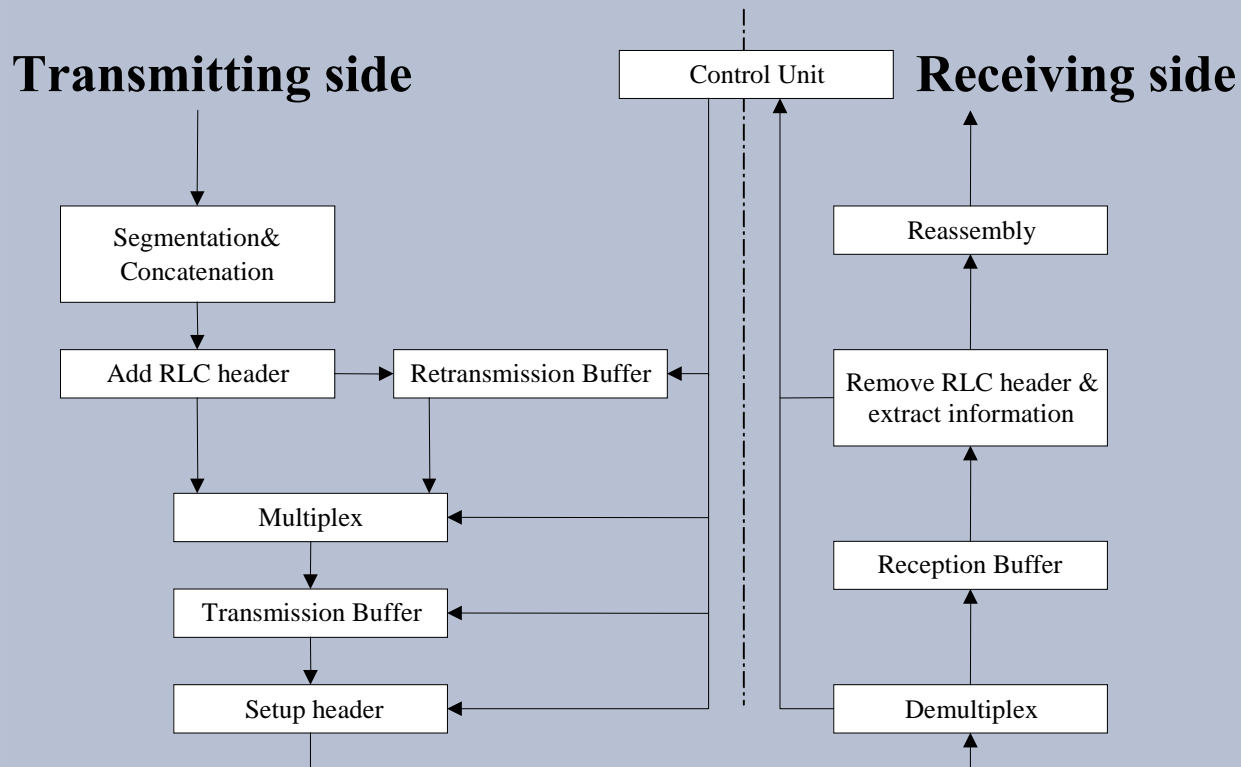 Transmitting side
Control Unit
Receiving side
Segmentation&
Concatenation
Reassembly
Add RLC header
Retransmission Buffer
Remove RLC header &
extract information
Multiplex
Reception Buffer
Transmission Buffer
Setup header
Demultiplex